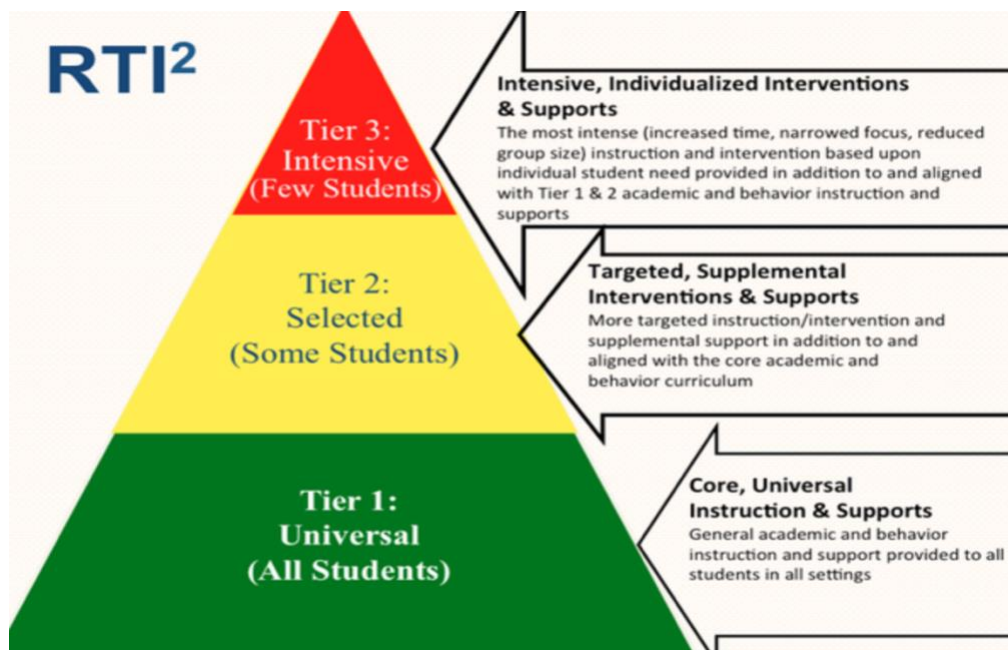 RTI²
Tier 3:
Intensive
(Few Students)
Intensive, Individualized Interventions
& Supports
The most intense (increased time, narrowed focus, reduced
group size) instruction and intervention based upon
individual student need provided in addition to and aligned
with Tier 1 & 2 academic and behavior instruction and
supports
Tier 2:
Selected
(Some Students)
Targeted, Supplemental
Interventions & Supports
More targeted instruction/intervention and
supplemental support in addition to and
aligned with the core academic and
behavior curriculum
Tier 1:
Universal
(All Students)
Core, Universal
Instruction & Supports
General academic and behavior
instruction and support provided to all
students in all settings